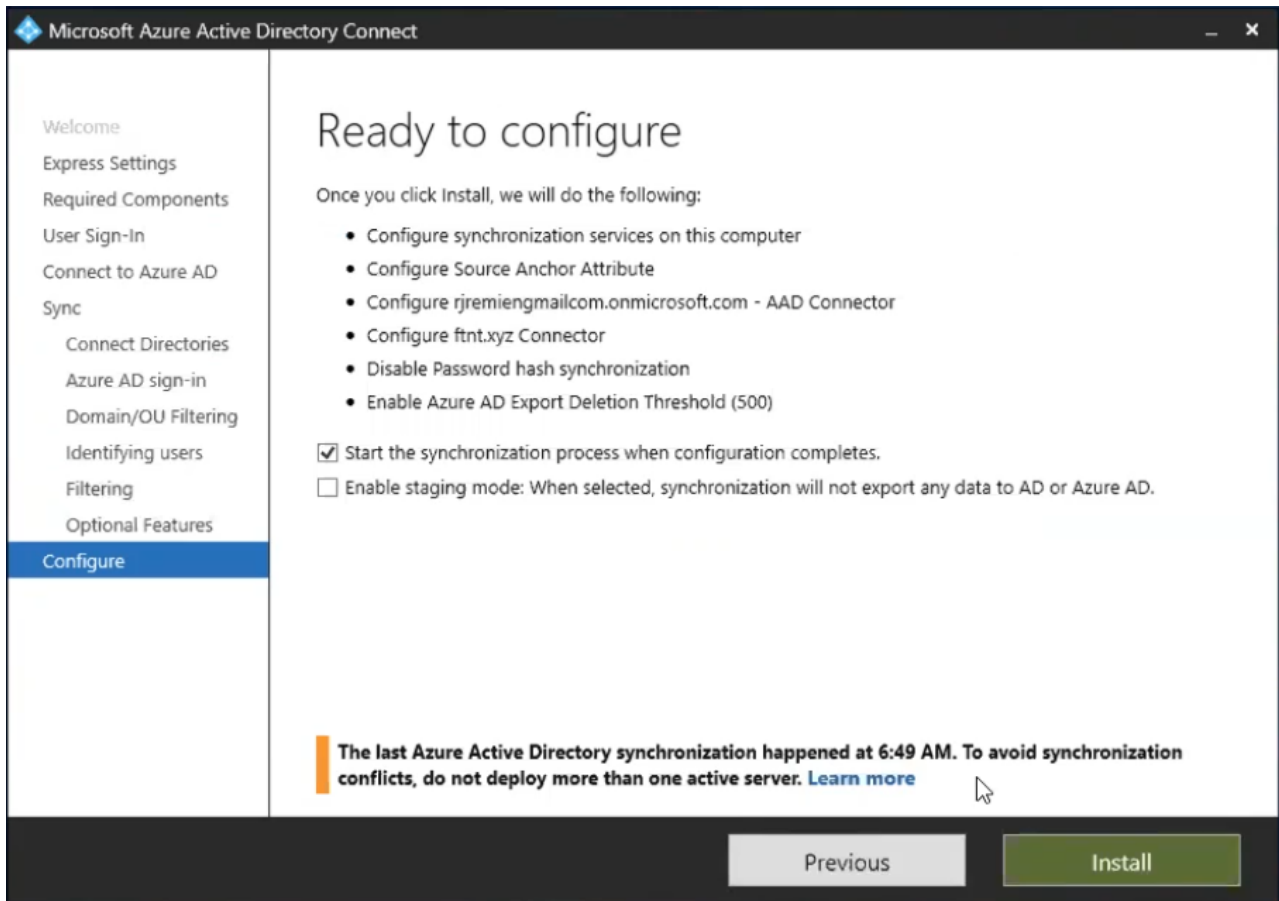 Microsoft Azure Active Directory Connect
Welcome
Express Settings
Required Components
User Sign-In
Connect to Azure AD
Sync
Connect Directories
Azure AD sign-in
Domain/OU Filtering
Identifying users
Filtering
Optional Features
Configure
Ready to configure
Once you click Install, we will do the following:
• Configure synchronization services on this computer
• Configure Source Anchor Attribute
• Configure rjremiengmailcom.onmicrosoft.com - AAD Connector
• Configure ftnt.xyz Connector
• Disable Password hash synchronization
• Enable Azure AD Export Deletion Threshold (500)
Start the synchronization process when configuration completes.
Enable staging mode: When selected, synchronization will not export any data to AD or Azure AD.
The last Azure Active Directory synchronization happened at 6:49 AM. To avoid synchronization
conflicts, do not deploy more than one active server. Learn more
Previous
Install